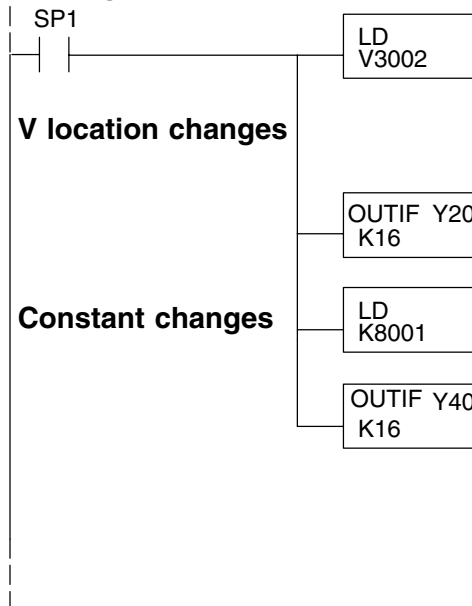 SP1
LD
V3002
V location changes
OUTIF Y20
K16
Constant changes
LD
K8001
OUTIF Y40
K16